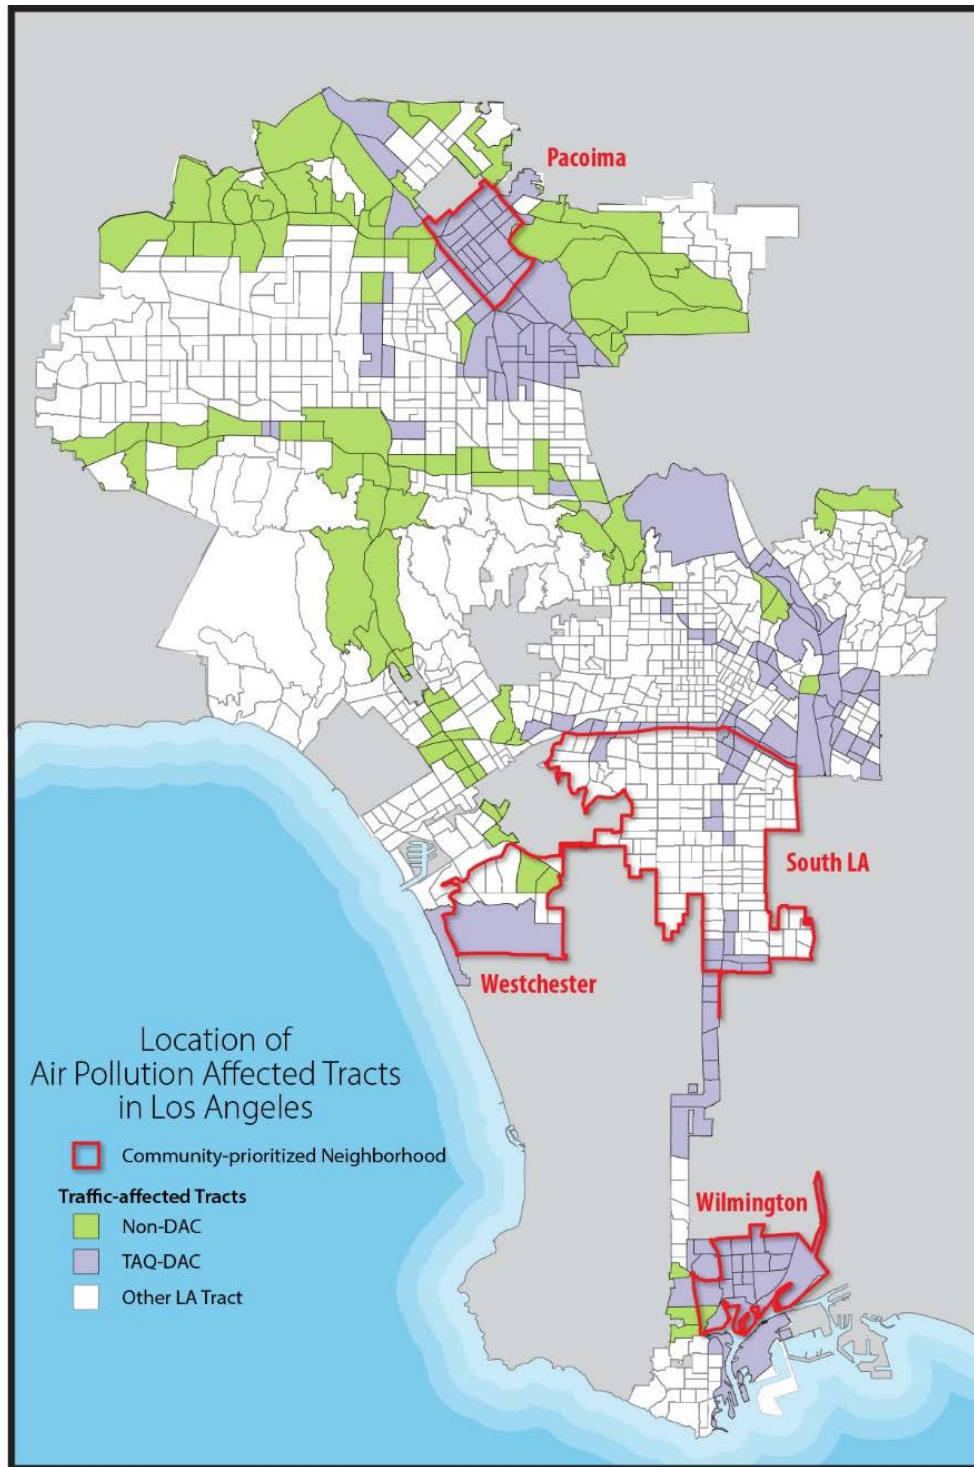 Pacoima
South LA
Westchester
Location of
Air Pollution Affected Tracts
in Los Angeles
Community-prioritized Neighborhood
Traffic-affected Tracts
Non-DAC
TAQ-DAC
Other LA Tract
Wilmington